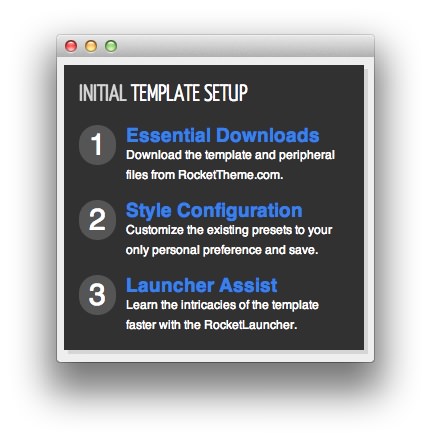 INITIAL TEMPLATE SETUP
1 Essential Downloads
Download the template and peripheral
files from RocketTheme.com.
2 Style Configuration
Customize the existing presets to your
only personal preference and save.
3 Launcher Assist
Learn the intricacies of the template
faster with the RocketLauncher.